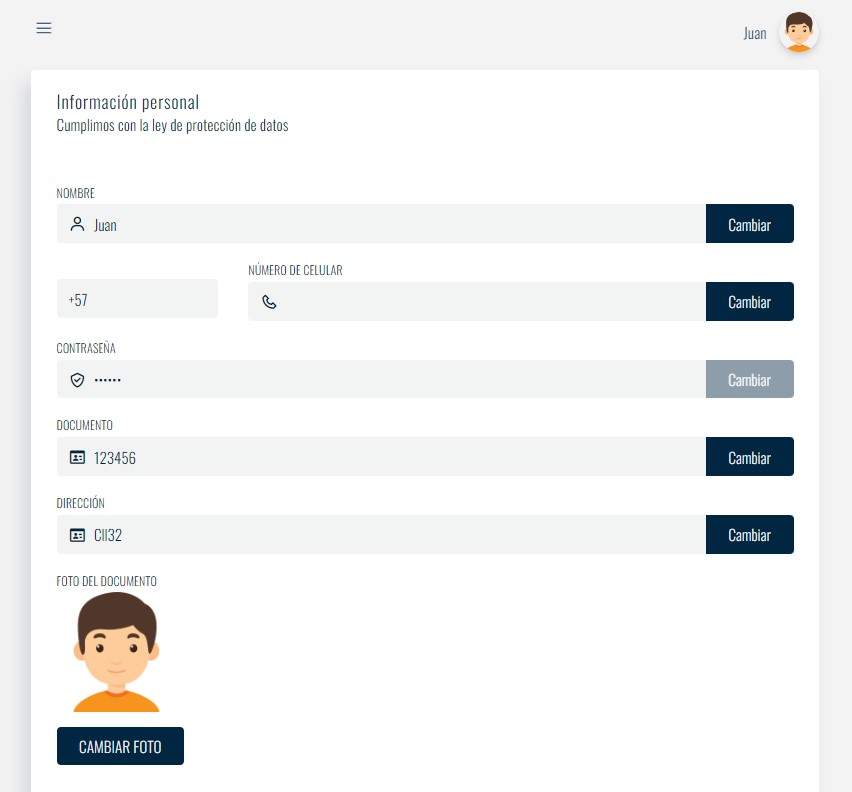 Juan
Información personal
Cumplimos con la ley de protección de datos
NOMBRE
Juan
Cambiar
NÚMERO DE CELULAR
+57
Cambiar
CONTRASEÑA
••••••
Cambiar
DOCUMENTO
123456
Cambiar
DIRECCIÓN
Cll32
Cambiar
FOTO DEL DOCUMENTO
CAMBIAR FOTO